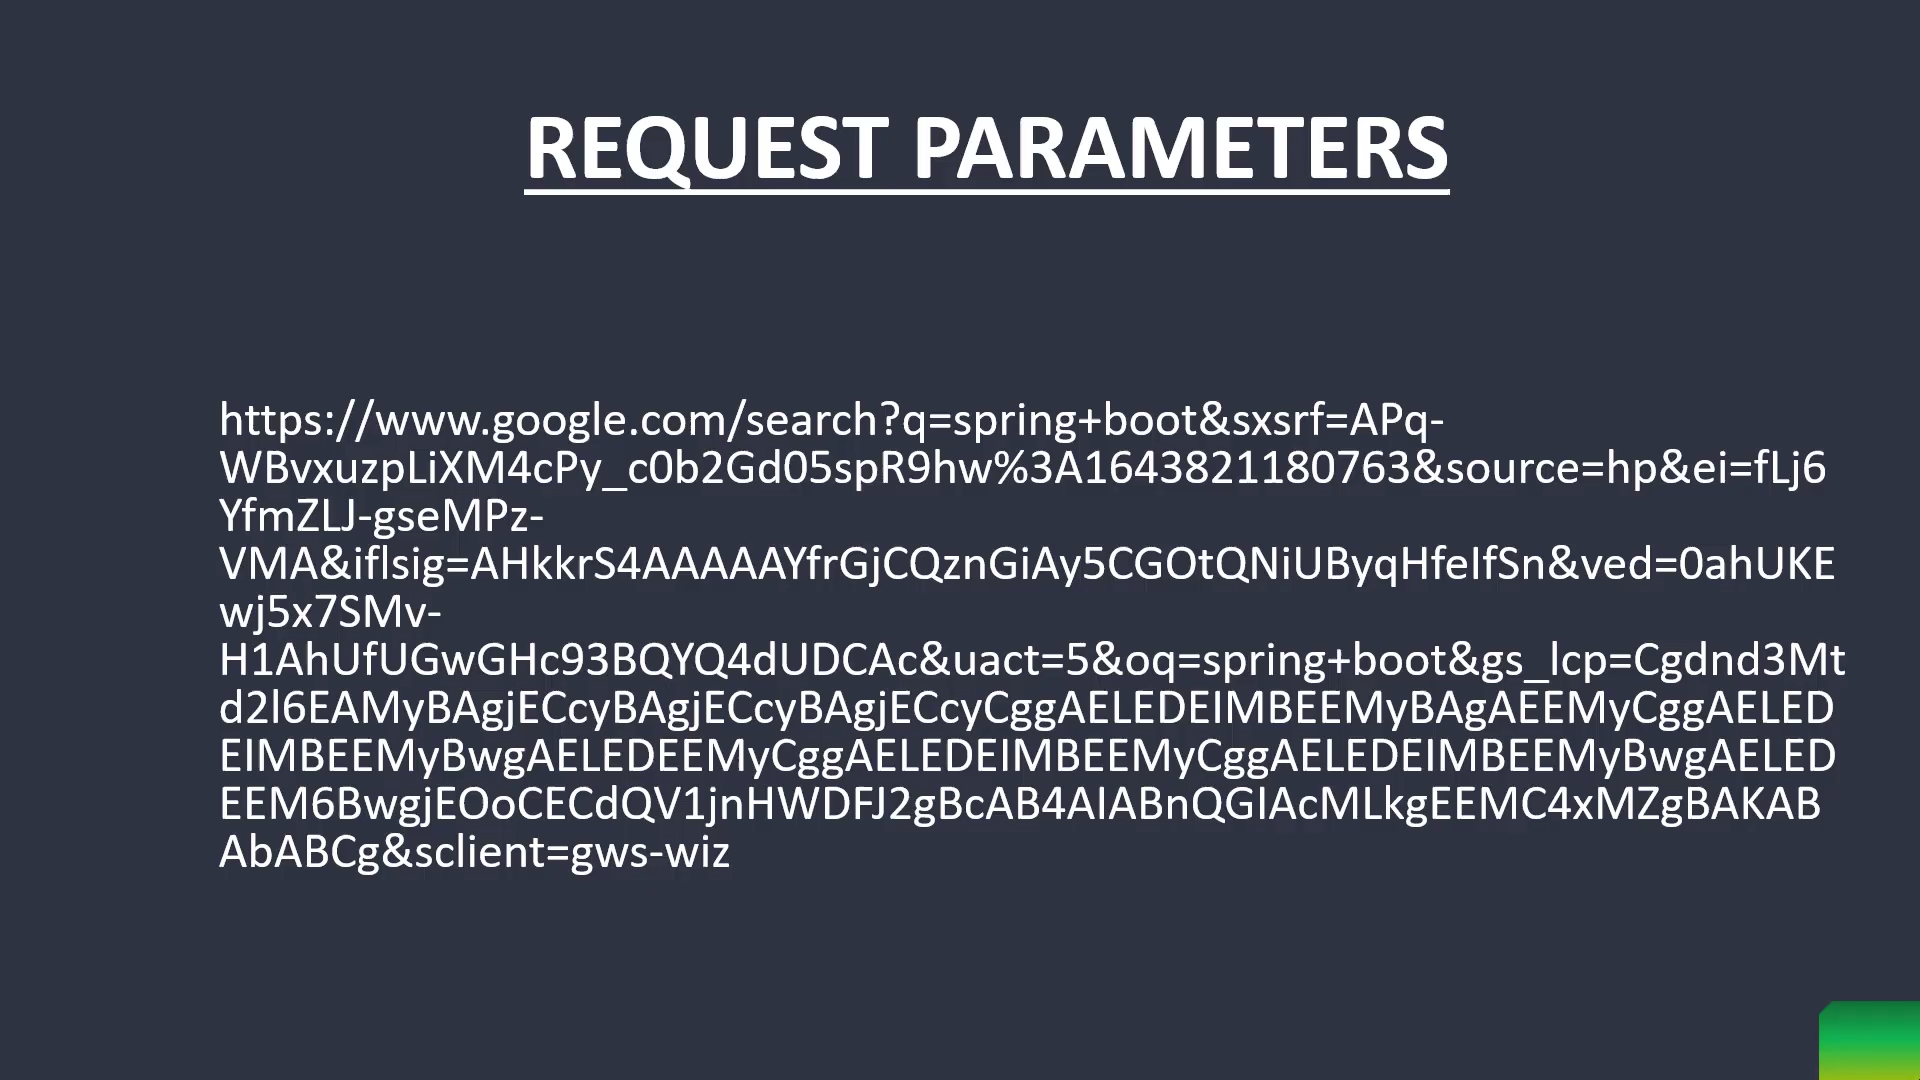 REQUEST PARAMETERS
https://www.google.com/search?q=spring+boot&sxsrf=APq-
WBvxuzpLiXM4cPy_c0b2Gd05spR9hw%3A1643821180763&source=hp&ei=fLj6
YfmZLJ-gseMPz-
VMA&iflsig=AHkkrS4AAAAAYfrGjCQznGiAy5CGOtQNiUByqHfeIfSn&ved=0ahUKE
wj5x7SMv-
H1AhUfUGwGHc93BQYQ4dUDCAc&uact=5&oq=spring+boot&gs_lcp=Cgdnd3Mt
d2l6EAMyBAgjECcyBAgjECcyBAgjECcyCggAELEDEIMBEEMyBAgAEEMyCggAELED
EIMBEEMyBwgAELEDEEMyCggAELEDEIMBEEMyCggAELEDEIMBEEMyBwgAELED
EEM6BwgjEOoCECdQV1jnHWDFJ2gBcAB4AIABnQGIAcMLkgEEMC4xMZgBAKAB
AbABCg&sclient=gws-wiz